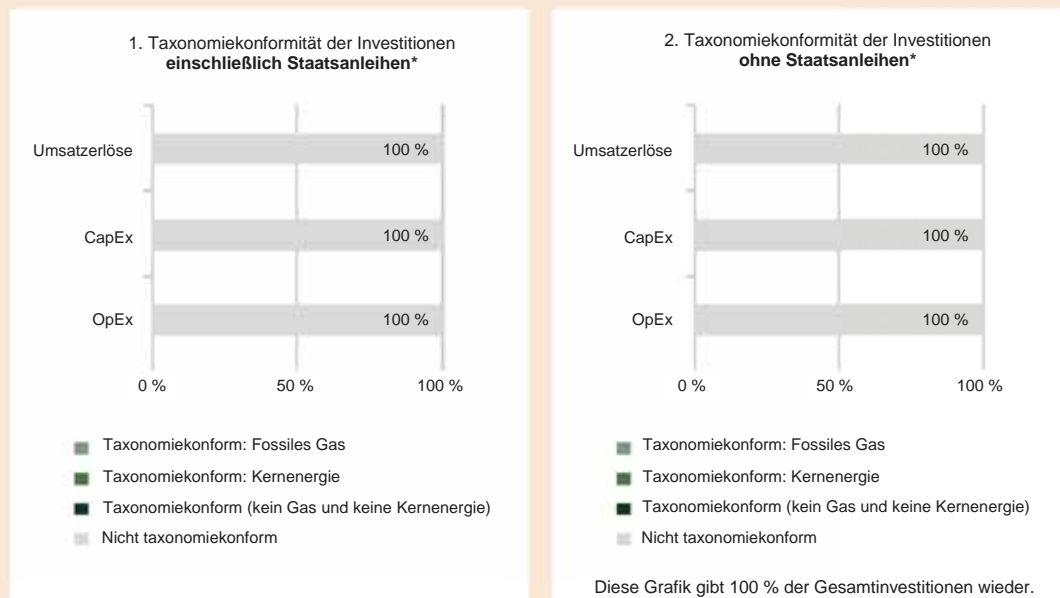 1. Taxonomiekonformität der Investitionen
einschließlich Staatsanleihen*
Umsatzerlöse
100 %
CapEx
100 %
OpEx
100 %
0 %
50 %
100 %
Taxonomiekonform: Fossiles Gas
Taxonomiekonform: Kernenergie
Taxonomiekonform (kein Gas und keine Kernenergie)
Nicht taxonomiekonform
2. Taxonomiekonformität der Investitionen
ohne Staatsanleihen*
Umsatzerlöse
100 %
CapEx
100 %
OpEx
100 %
0 %
50 %
100 %
Taxonomiekonform: Fossiles Gas
Taxonomiekonform: Kernenergie
Taxonomiekonform (kein Gas und keine Kernenergie)
Nicht taxonomiekonform
Diese Grafik gibt 100 % der Gesamtinvestitionen wieder.